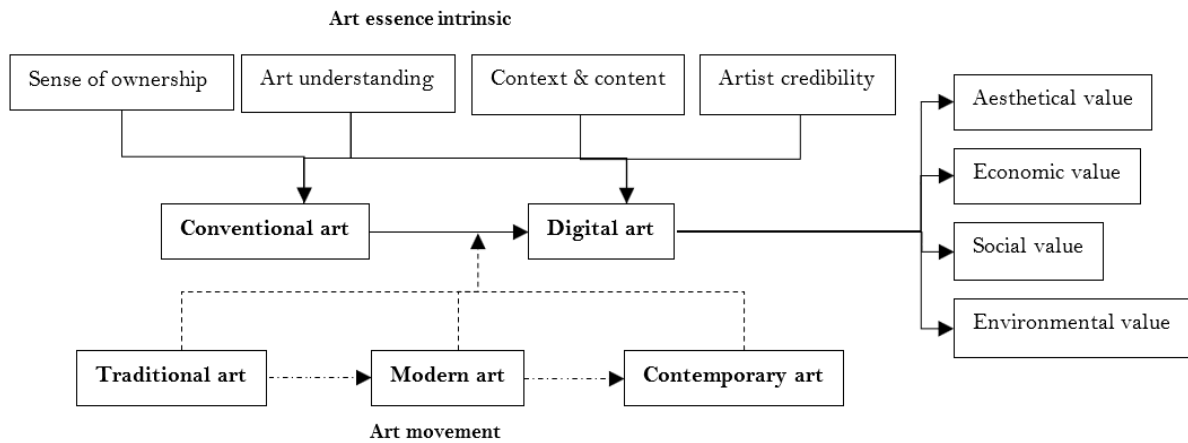 Art essence intrinsic
Sense of ownership
Art understanding
Context & content
Artist credibility
Aesthetical value
Economic value
Conventional art
Digital art
Social value
Environmental value
Traditional art
Modern art
Contemporary art
Art movement